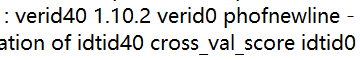 : verid40 1.10.2 verid0 phofnewline -
ation of idtid40 cross_val_score idtid0